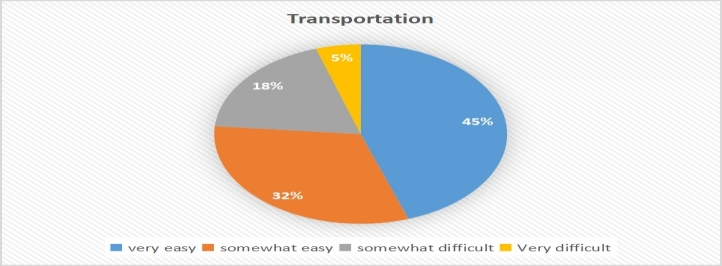 Transportation
5%
18%
45%
32%
very easy somewhat easy somewhat difficult Very difficult